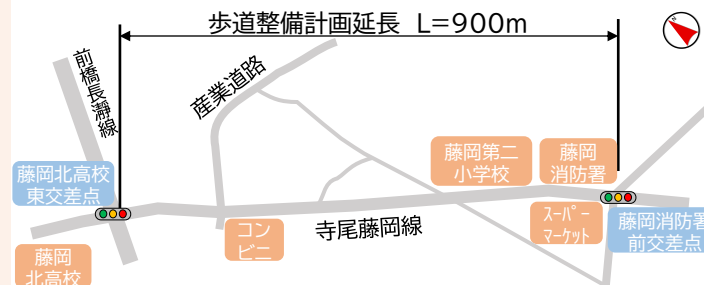 歩道整備計画延長 L=900m
N
前橋長瀞線
産業道路
藤岡北高校
東交差点
藤岡第二
小学校
藤岡
消防署
コン
ビニ
寺尾藤岡線
スーパー
マーケット
藤岡消防署
前交差点
藤岡
北高校